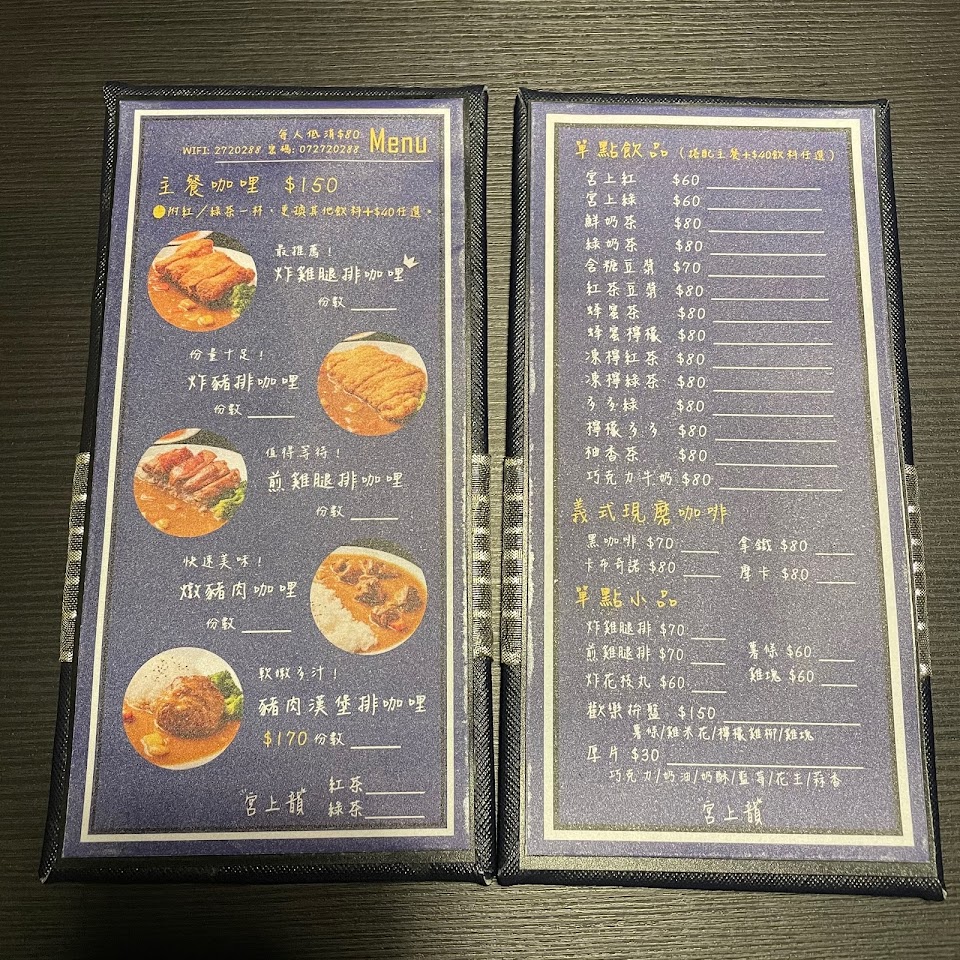 每人低消$80
WIFI: 2720288 密碼: 072720288
Menu
主餐咖哩 $150
附紅/綠茶一杯,更換其他飲料+$40任選。
最推薦!
炸雞腿排咖哩
份數
份量十足!
炸豬排咖哩
份數
值得等待!
煎雞腿排咖哩
份數
快速美味!
燉豬肉咖哩
份數
軟嫩多汁!
豬肉漢堡排咖哩
$170 份數
宮上韻
紅茶
綠茶
單點飲品 (搭配主餐+$40飲料任選)
宮上紅 $60
宮上綠 $60
鮮奶茶 $80
綠奶茶 $80
含糖豆漿 $70
紅茶豆漿 $80
蜂蜜茶 $80
蜂蜜檸檬 $80
凍檸紅茶 $80
凍檸綠茶 $80
多多綠 $80
檸檬多多 $80
柚香茶 $80
巧克力牛奶 $80
義式現磨咖啡
黑咖啡 $70 拿鐵 $80
卡布奇諾 $80 摩卡 $80
單點小品
炸雞腿排 $70
煎雞腿排 $70 薯條 $60
炸花枝丸 $60 雞塊 $60
歡樂拼盤 $150
薯條/雞米花/檸檬雞柳/雞塊
厚片 $30
巧克力/奶油/奶酥/藍莓/花生/蒜香
宮上韻